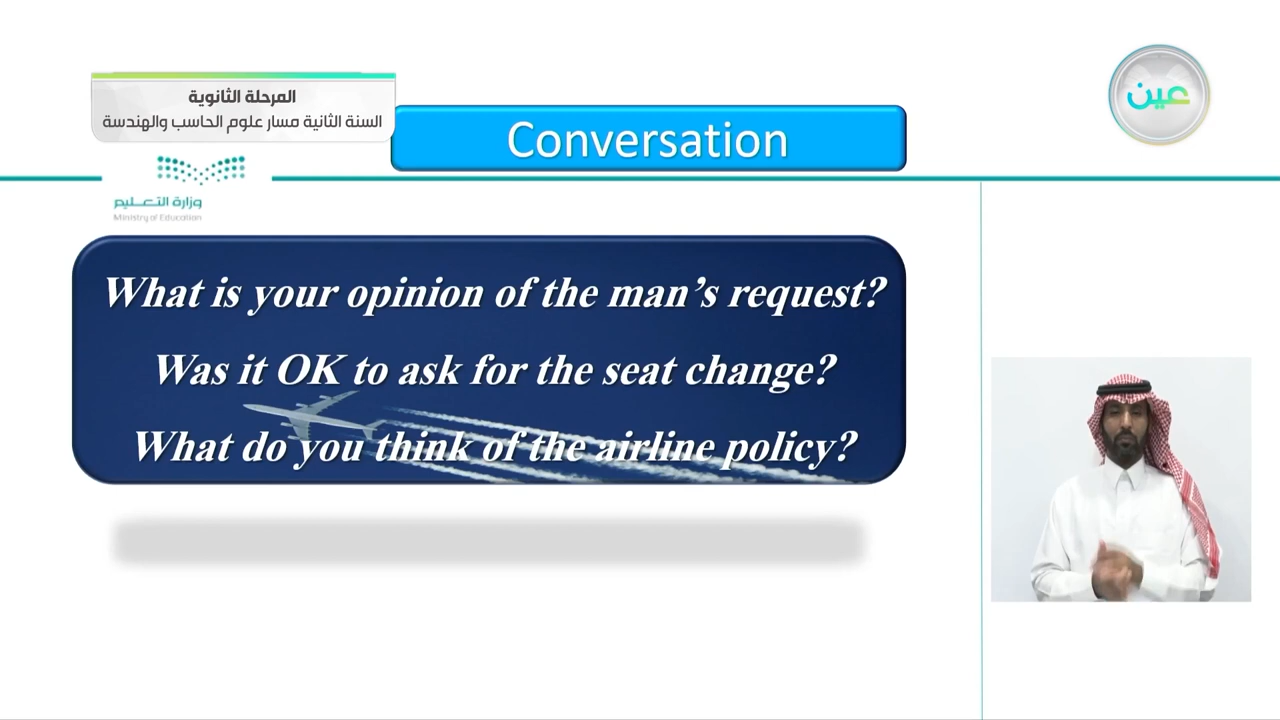 المرحلة الثانوية
السنة الثانية مسار علوم الحاسب والهندسة
عين
Conversation
وزارة التعليم
Ministry of Education
What is your opinion of the man's request?
Was it OK to ask for the seat change?
What do you think of the airline policy?